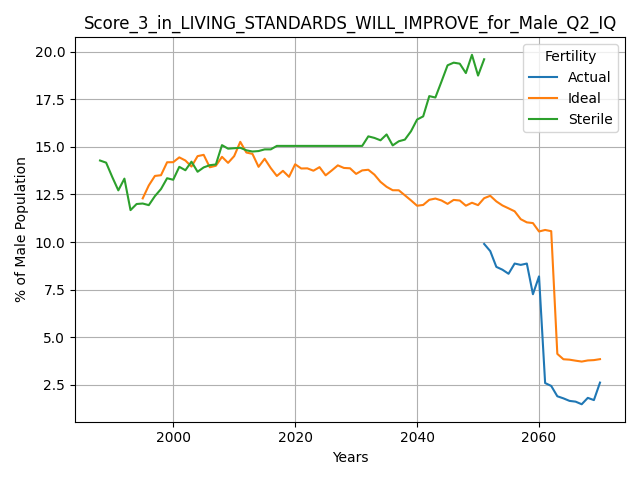 Score_3_in_LIVING_STANDARDS_WILL_IMPROVE_for_Male_Q2_IQ
% of Male Population
20.0
17.5
15.0
12.5
10.0
7.5
5.0
2.5
Fertility
Actual
Ideal
Sterile
2000
2020
2040
2060
Years